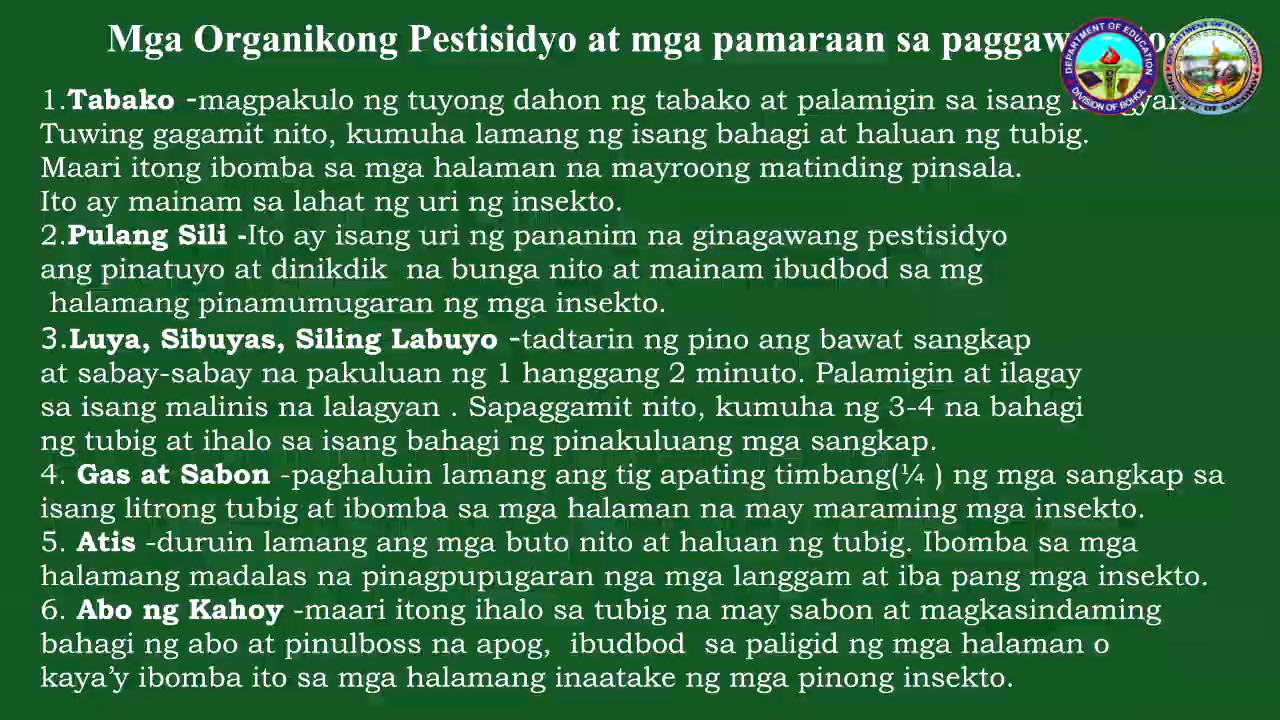 Mga Organikong Pestisidyo at mga pamaraan sa
DEPARTMENT OF EDUCATION
DIVISION OF BOHOL
1.Tabako -magpakulo ng tuyong dahon ng tabako at palamigin sa isang
Tuwing gagamit nito, kumuha lamang ng isang bahagi at haluan ng tubig.
Maari itong ibomba sa mga halaman na mayroong matinding pinsala.
Ito ay mainam sa lahat ng uri ng insekto.
2.Pulang Sili -Ito ay isang uri ng pananim na ginagawang pestisidyo
ang pinatuyo at dinikdik na bunga nito at mainam ibudbod sa mg
halamang pinamumugaran ng mga insekto.
3.Luya, Sibuyas, Siling Labuyo -tadtarin ng pino ang bawat sangkap
at sabay-sabay na pakuluan ng 1 hanggang 2 minuto. Palamigin at ilagay
sa isang malinis na lalagyan . Sapaggamit nito, kumuha ng 3-4 na bahagi
ng tubig at ihalo sa isang bahagi ng pinakuluang mga sangkap.
4. Gas at Sabon -paghaluin lamang ang tig apating timbang(¼ ) ng mga sangkap sa
isang litrong tubig at ibomba sa mga halaman na may maraming mga insekto.
5. Atis -duruin lamang ang mga buto nito at haluan ng tubig. Ibomba sa mga
halamang madalas na pinagpupugaran nga mga langgam at iba pang mga insekto.
6. Abo ng Kahoy -maari itong ihalo sa tubig na may sabon at magkasindaming
bahagi ng abo at pinulboss na apog, ibudbod sa paligid ng mga halaman o
kaya’y ibomba ito sa mga halamang inaatake ng mga pinong insekto.